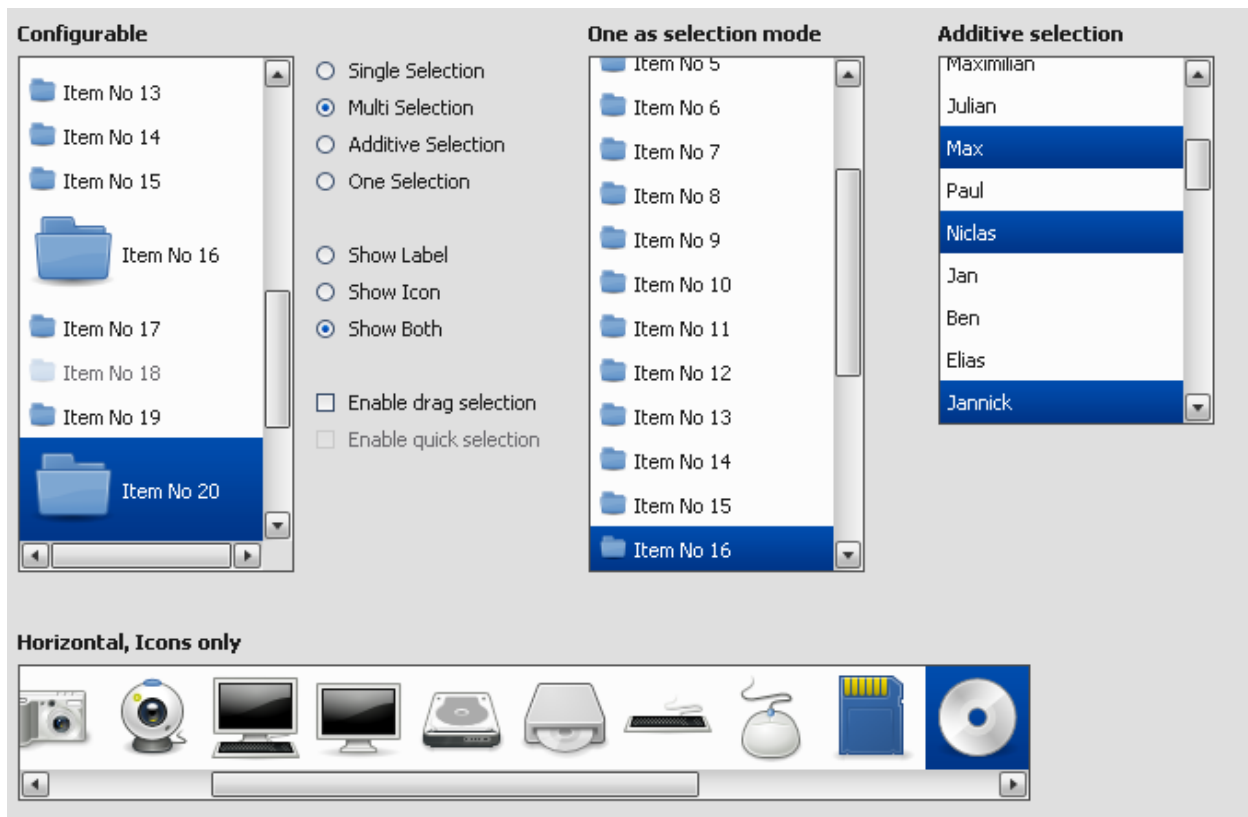 Configurable
Item No 13
Item No 14
Item No 15
Item No 16
Item No 17
Item No 18
Item No 19
Item No 20
Single Selection
Multi Selection
Additive Selection
One Selection
Show Label
Show Icon
Show Both
Enable drag selection
Enable quick selection
One as selection mode
Item No 5
Item No 6
Item No 7
Item No 8
Item No 9
Item No 10
Item No 11
Item No 12
Item No 13
Item No 14
Item No 15
Item No 16
Additive selection
Maximilian
Julian
Max
Paul
Niclas
Jan
Ben
Elias
Jannick
Horizontal, Icons only